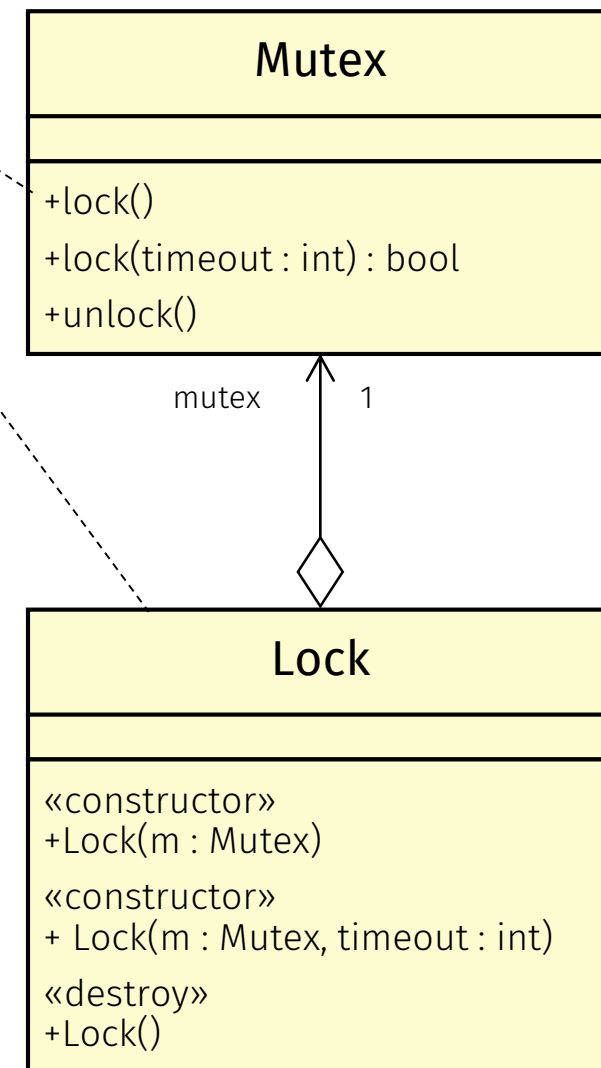 Mutex
+lock()
+lock(timeout : int) : bool
+unlock()
mutex 1
Lock
«constructor»
+Lock(m : Mutex)
«constructor»
+ Lock(m : Mutex, timeout : int)
«destroy»
+Lock()